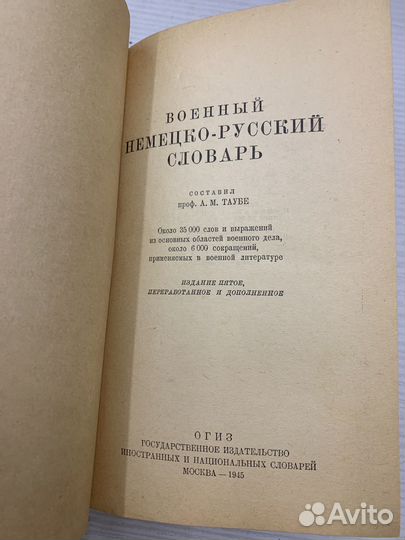 ВОЕННЫЙ
НЕМЕЦКО-РУССКИЙ
СЛОВАРЬ
СОСТАВИЛ
проф. А. М. ТАУБЕ
Около 35 000 слов и выражений
из основных областей военного дела,
около 6 000 сокращений,
применяемых в военной литературе
ИЗДАНИЕ ПЯТОЕ,
ПЕРЕРАБОТАННОЕ И ДОПОЛНЕННОЕ
ОГИЗ
ГОСУДАРСТВЕННОЕ ИЗДАТЕЛЬСТВО
ИНОСТРАННЫХ И НАЦИОНАЛЬНЫХ СЛОВАРЕЙ
МОСКВА — 1945
Avito